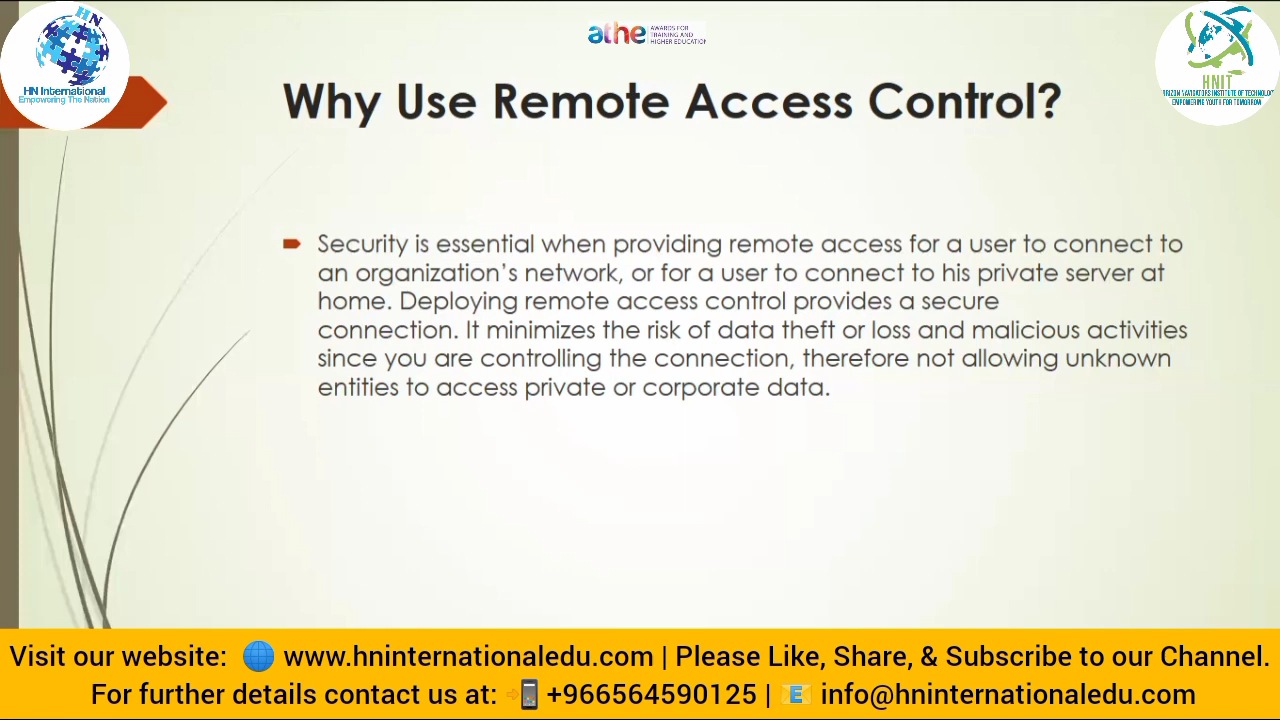 HN
HN International
Empowering The Nation
athe
AWARDS FOR
TRAINING AND
HIGHER EDUCATION
HNIT
EMPOWERING YOUTH FOR TOMORROW
Why Use Remote Access Control?
Security is essential when providing remote access for a user to connect to
an organization’s network, or for a user to connect to his private server at
home. Deploying remote access control provides a secure
connection. It minimizes the risk of data theft or loss and malicious activities
since you are controlling the connection, therefore not allowing unknown
entities to access private or corporate data.
Visit our website: 🌐 www.hninternationaledu.com | Please Like, Share, & Subscribe to our Channel.
For further details contact us at: 📲 +966564590125 | 📧 info@hninternationaledu.com